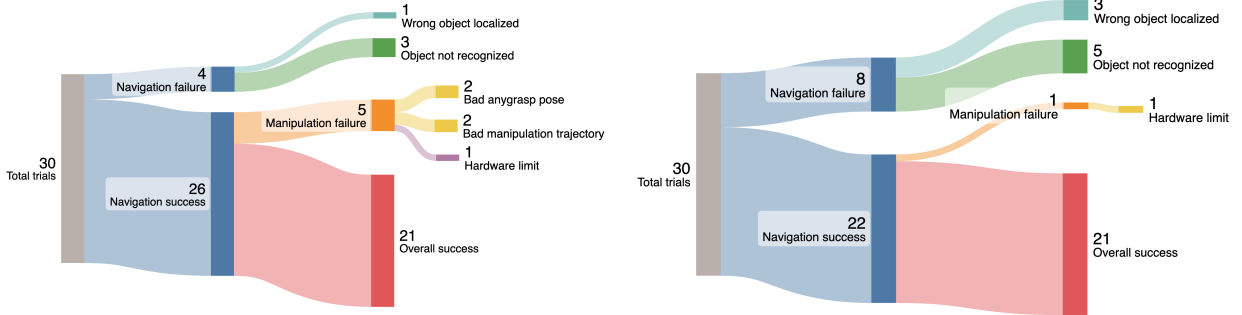 1
Wrong object localized
3
Object not recognized
4
Navigation failure
2
Bad anygrasp pose
5
Manipulation failure
2
Bad manipulation trajectory
1
Hardware limit
30
Total trials
26
Navigation success
21
Overall success
3
Wrong object localized
5
Object not recognized
8
Navigation failure
1
Manipulation failure
1
Hardware limit
30
Total trials
22
Navigation success
21
Overall success